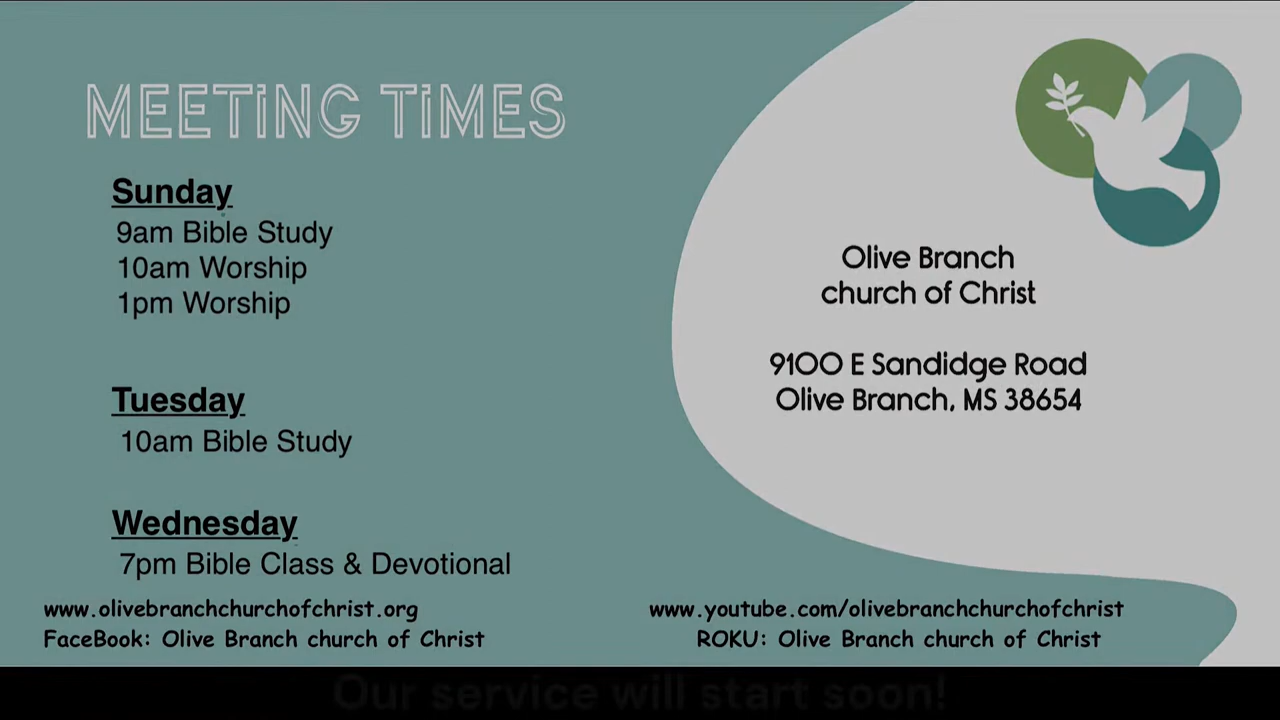 MEETING TIMES
Sunday
9am Bible Study
10am Worship
1pm Worship
Tuesday
10am Bible Study
Wednesday
7pm Bible Class & Devotional
www.olivebranchchurchofchrist.org
FaceBook: Olive Branch church of Christ
Olive Branch
church of Christ
9100 E Sandidge Road
Olive Branch, MS 38654
www.youtube.com/olivebranchchurchofchrist
ROKU: Olive Branch church of Christ
Our service will start soon!